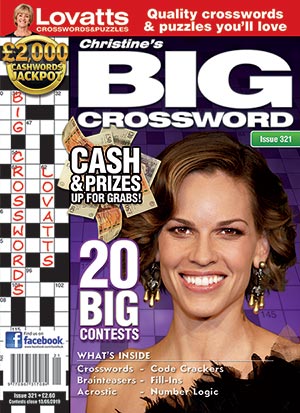 Lovatts
CROSSWORDS&PUZZLES
Quality crosswords
& puzzles you'll love
£2,000
CASHWORDS
JACKPOT
Christine's
BIG
CROSSWORD
Issue 321
CASH
& PRIZES
UP FOR GRABS!
BIG CROSSWORDS
LOVATTS
20
BIG
CONTESTS
WHAT'S INSIDE
Crosswords - Code Crackers
Brainteasers - Fill-Ins
Acrostic - Number Logic
Find us on
facebook
Issue 321 • £2.60